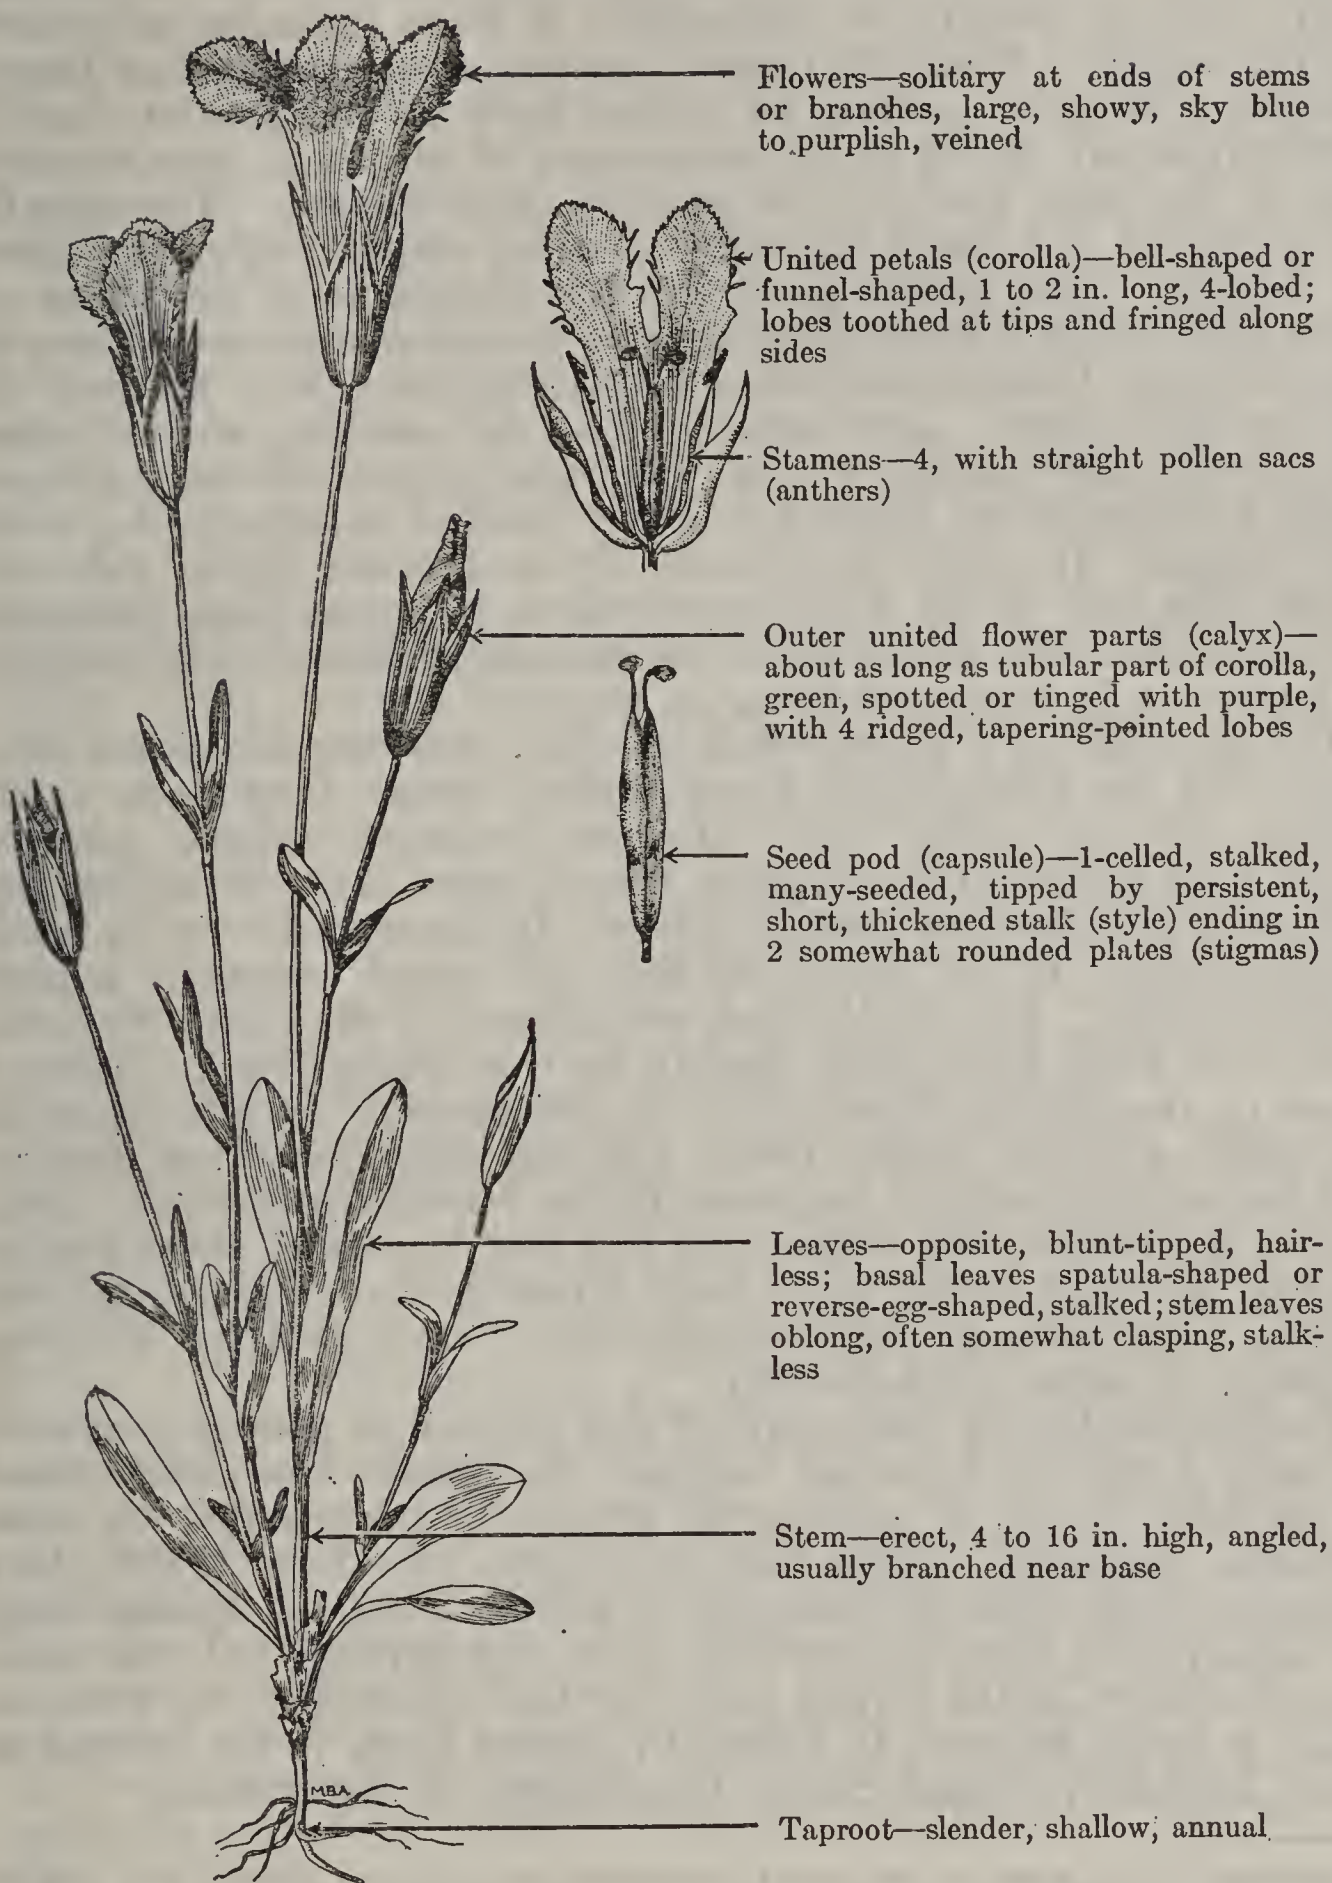 Flowers—solitary at ends of stems
or branches, large, showy, sky blue
to purplish, veined
United petals (corolla)—bell-shaped or
funnel-shaped, 1 to 2 in. long, 4-lobed;
lobes toothed at tips and fringed along
sides
Stamens—4, with straight pollen sacs
(anthers)
Outer united flower parts (calyx)—
about as long as tubular part of corolla,
green, spotted or tinged with purple,
with 4 ridged, tapering-pointed lobes
Seed pod (capsule)—1-celled, stalked,
many-seeded, tipped by persistent,
short, thickened stalk (style) ending in
2 somewhat rounded plates (stigmas)
Leaves—opposite, blunt-tipped, hair-
less; basal leaves spatula-shaped or
reverse-egg-shaped, stalked; stem leaves
oblong, often somewhat clasping, stalk-
less
Stem—erect, 4 to 16 in. high, angled,
usually branched near base
MBA
Taproot—slender, shallow, annual